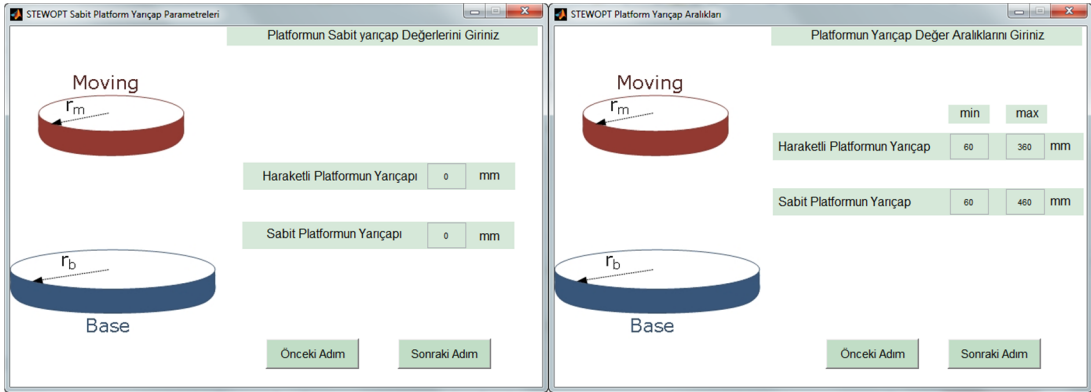 STEWOPT Sabit Platform Yarıçap Parametreleri
Platformun Sabit yarıçap Değerlerini Giriniz
Moving
rm
Haraketli Platformun Yarıçapı 0 mm
Sabit Platformun Yarıçapı 0 mm
rb
Base
Önceki Adım Sonraki Adım
STEWOPT Platform Yarıçap Aralıkları
Platformun Yarıçap Değer Aralıklarını Giriniz
Moving
rm
min max
Haraketli Platformun Yarıçap 60 360 mm
Sabit Platformun Yarıçap 60 460 mm
rb
Base
Önceki Adım Sonraki Adım